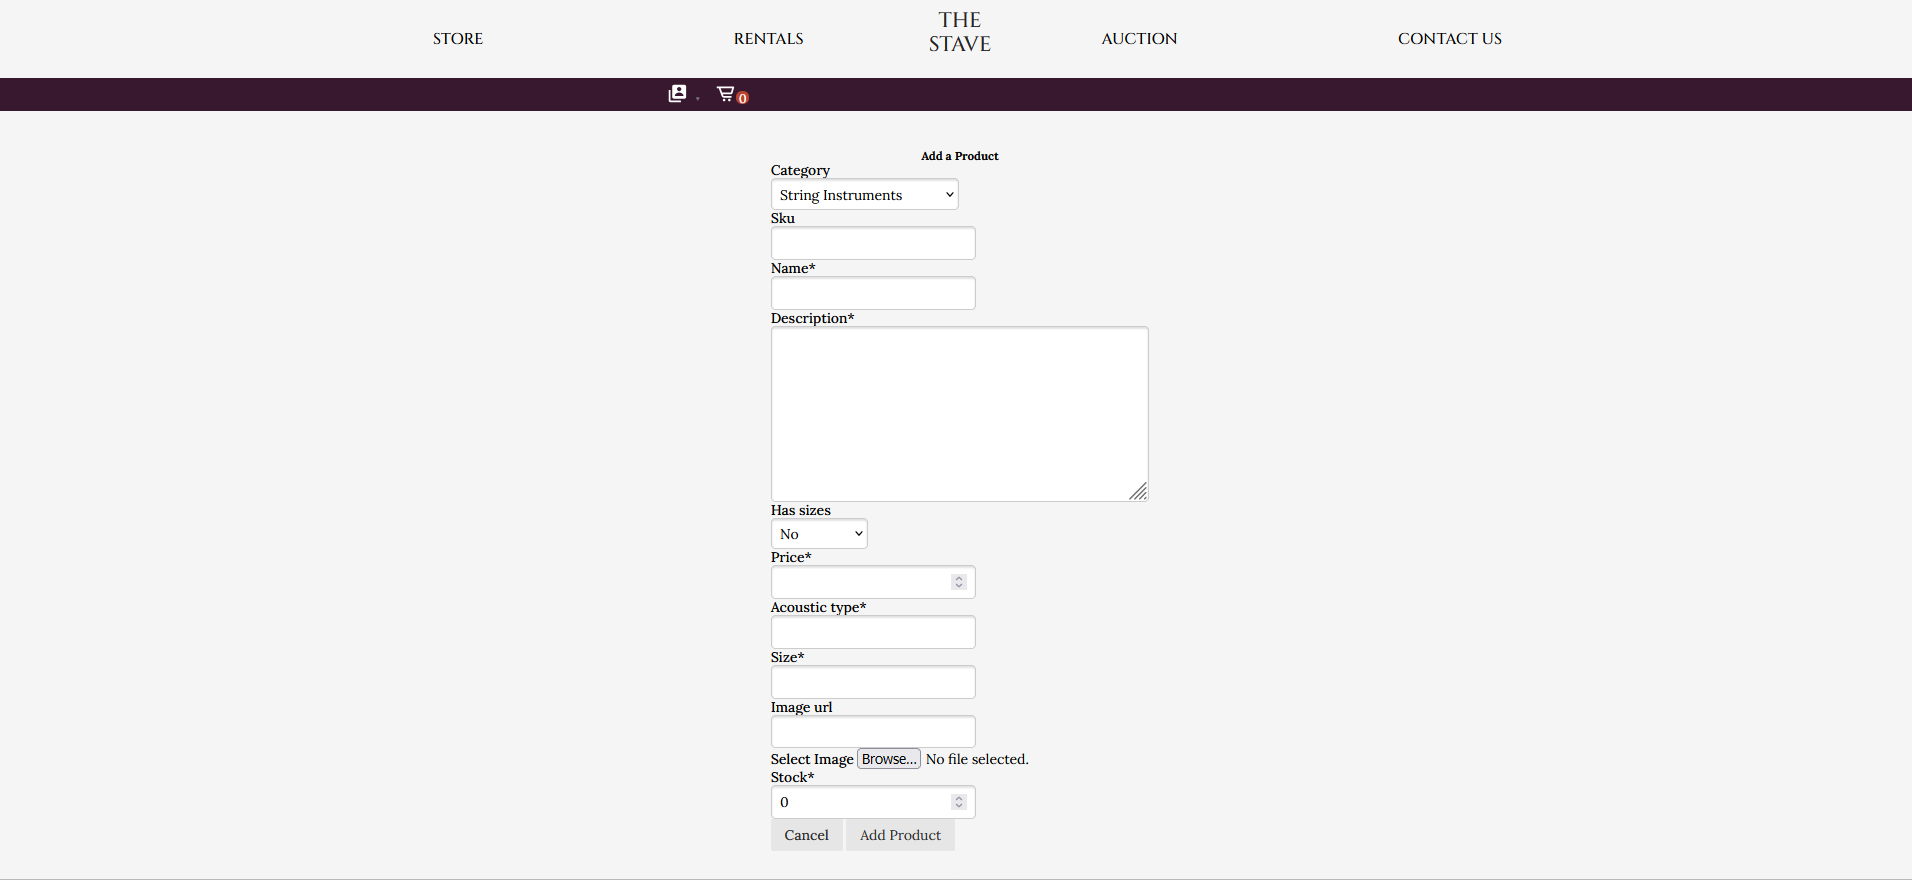 STORE
RENTALS
THE
STAVE
AUCTION
CONTACT US
0
Add a Product
Category
String Instruments
Sku
Name*
Description*
Has sizes
No
Price*
Acoustic type*
Size*
Image url
Select Image Browse... No file selected.
Stock*
0
Cancel Add Product